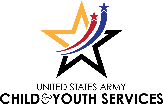 UNITED STATES ARMY
CHILD & YOUTH SERVICES